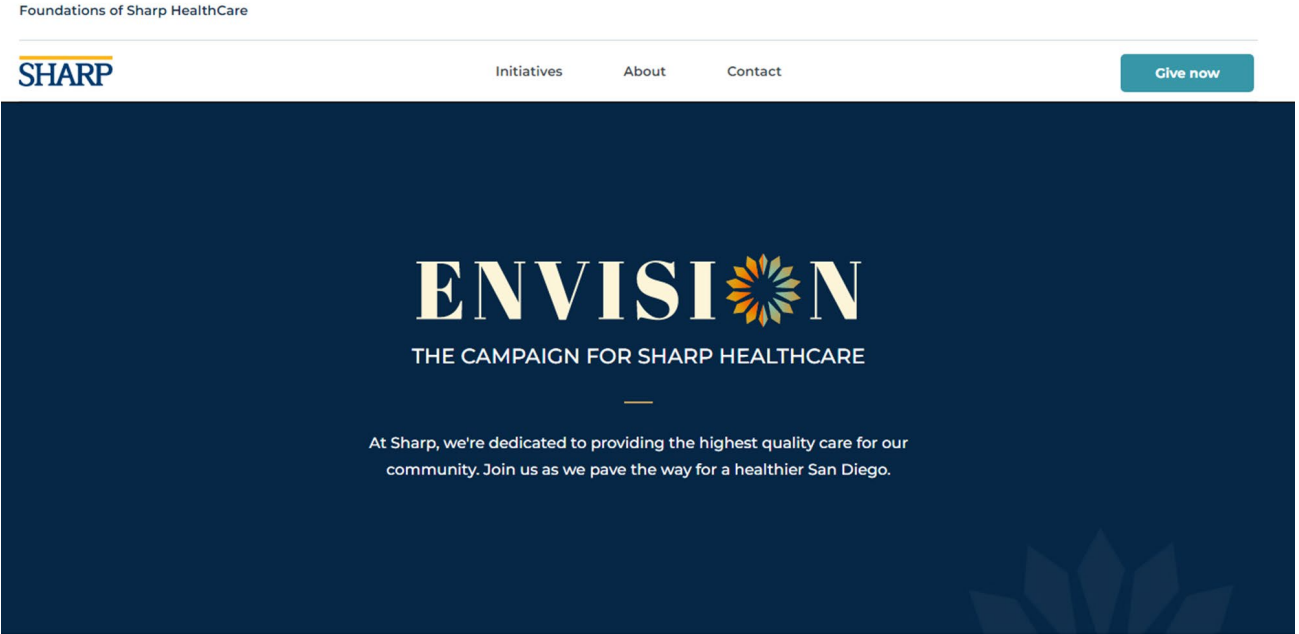 Foundations of Sharp HealthCare
SHARP
Initiatives About Contact Give now
ENVISION
THE CAMPAIGN FOR SHARP HEALTHCARE
At Sharp, we're dedicated to providing the highest quality care for our
community. Join us as we pave the way for a healthier San Diego.